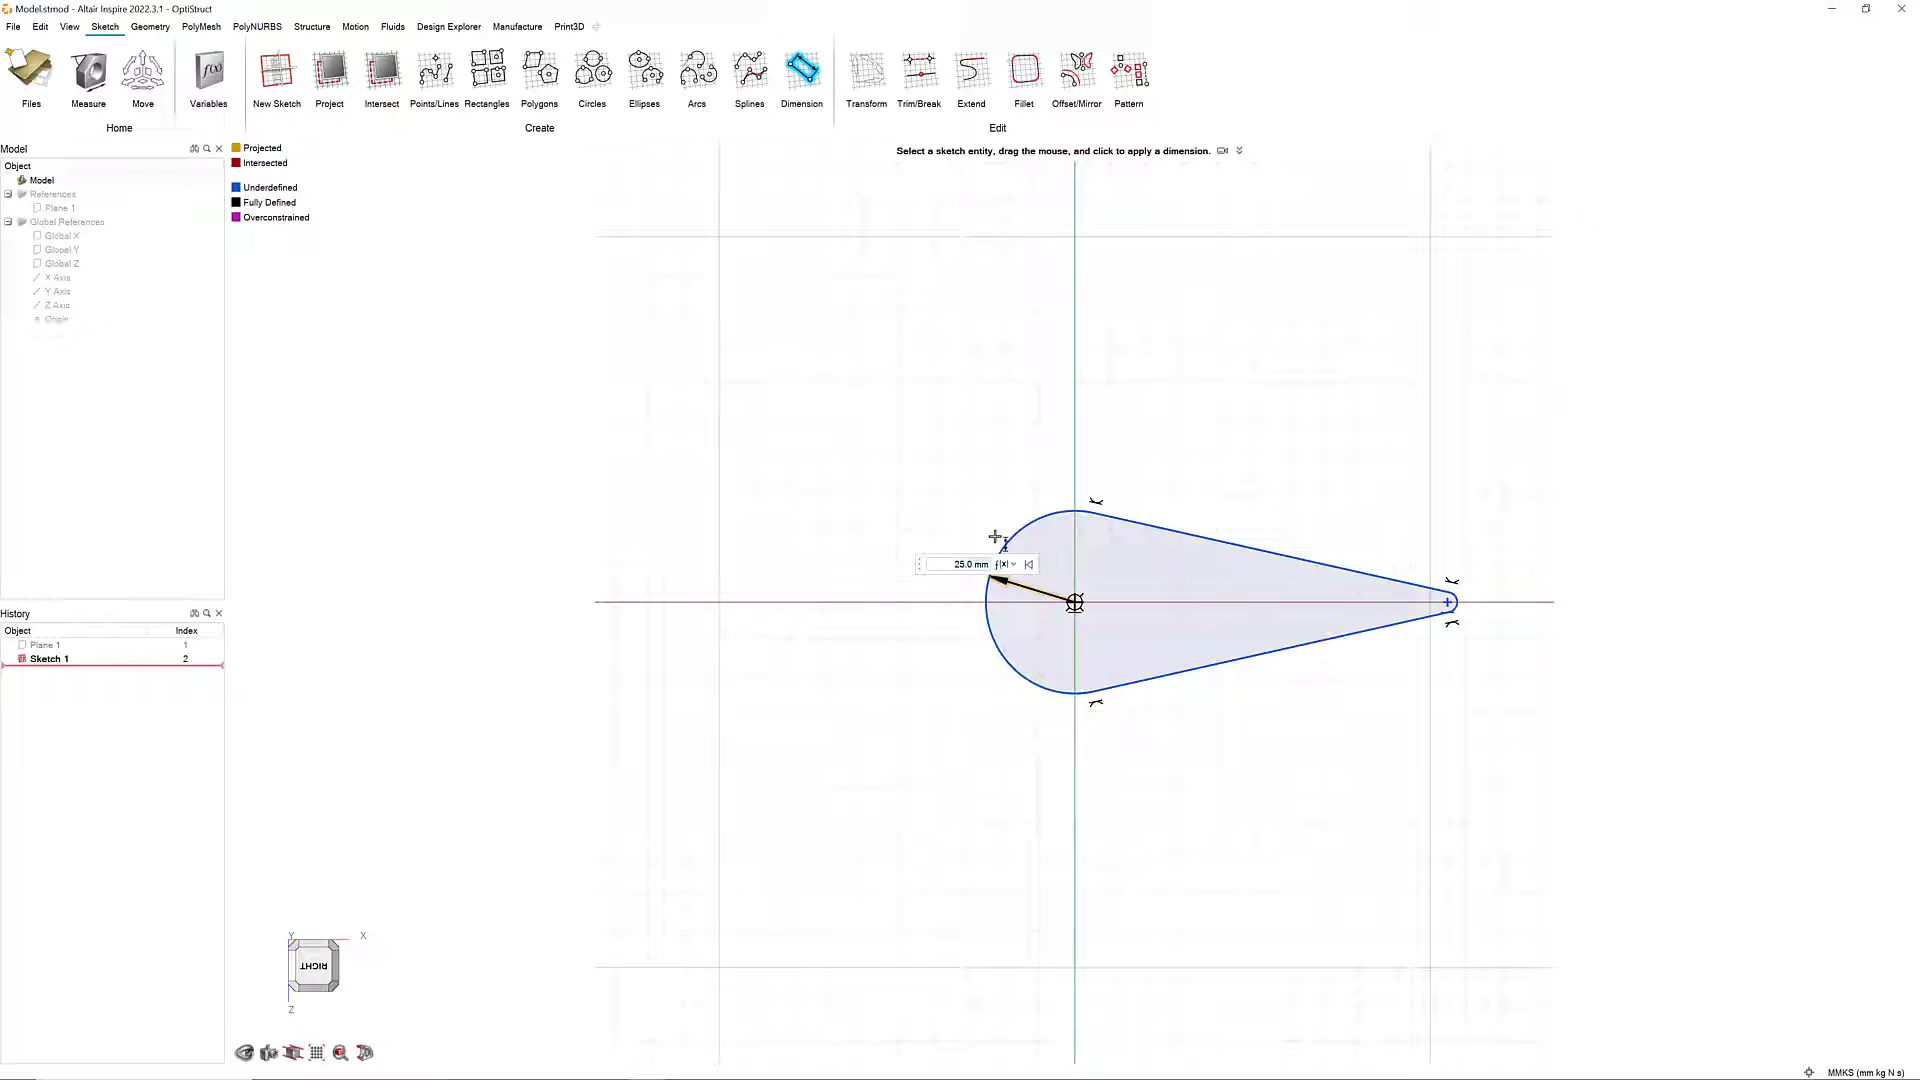 Model.stmod - Altair Inspire 2022.3.1 - OptiStruct
File Edit View Sketch Geometry PolyMesh PolyNURBS Structure Motion Fluids Design Explorer Manufacture Print3D
Files Measure Move Variables New Sketch Project Intersect Points/Lines Rectangles Polygons Circles Ellipses Arcs Splines Dimension Transform Trim/Break Extend Fillet Offset/Mirror Pattern
Home Create Edit
Model
Object
Model
References
Plane 1
Global References
Global X
Global Y
Global Z
X Axis
Y Axis
Z Axis
Origin
Projected
Intersected
Underdefined
Fully Defined
Overconstrained
Select a sketch entity, drag the mouse, and click to apply a dimension.
25.0 mm f(x)
History
Object Index
Plane 1 1
Sketch 1 2
Y X
RIGHT
Z
MMKS (mm kg N s)